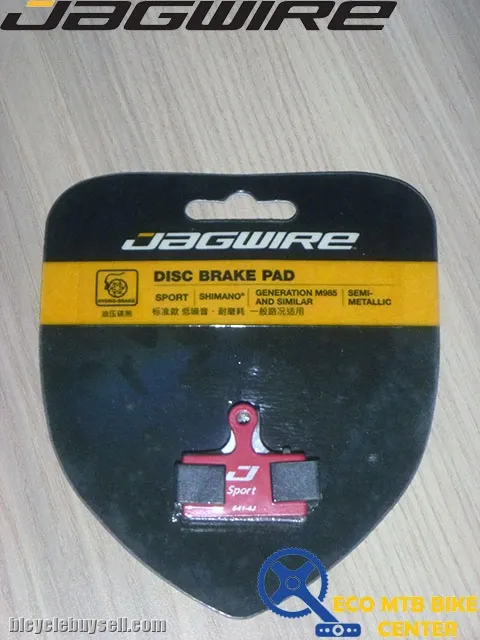 JAGWIRE
JAGWIRE
DISC BRAKE PAD
SPORT SHIMANO® GENERATION M985 AND SIMILAR SEMI-METALLIC
HYDRO-BRAKE
油压碟煞 标准款 低噪音·耐磨耗 一般路况适用
J
Sport
ECO MTB BIKE
CENTER
bicyclebuysell.com